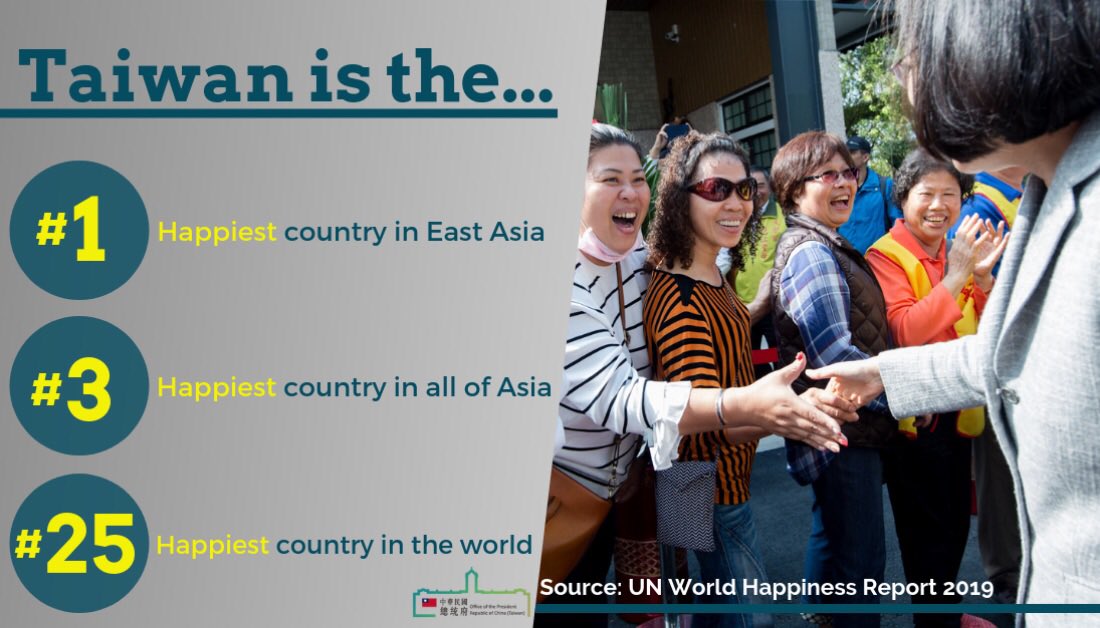 Taiwan is the...
#1
Happiest country in East Asia
#3
Happiest country in all of Asia
#25
Happiest country in the world
中華民國
總統府
Office of the President
Republic of China (Taiwan)
Source: UN World Happiness Report 2019